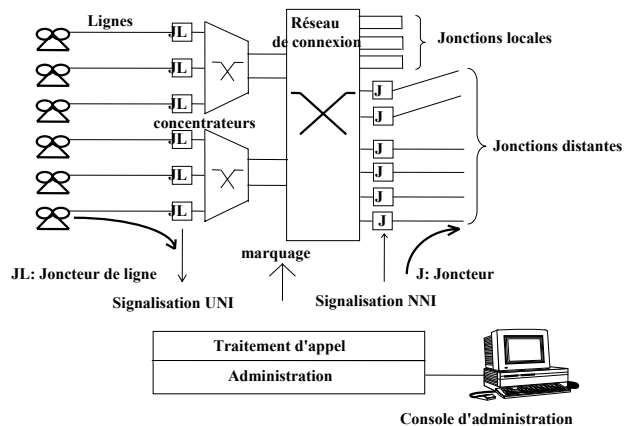 Lignes
JL
JL
JL
JL
JL
JL
concentrateurs
Réseau
de connexion
Jonctions locales
J
J
J
J
J
J
Jonctions distantes
JL: Joncteur de ligne
Signalisation UNI
marquage
Signalisation NNI
J: Joncteur
Traitement d'appel
Administration
Console d'administration